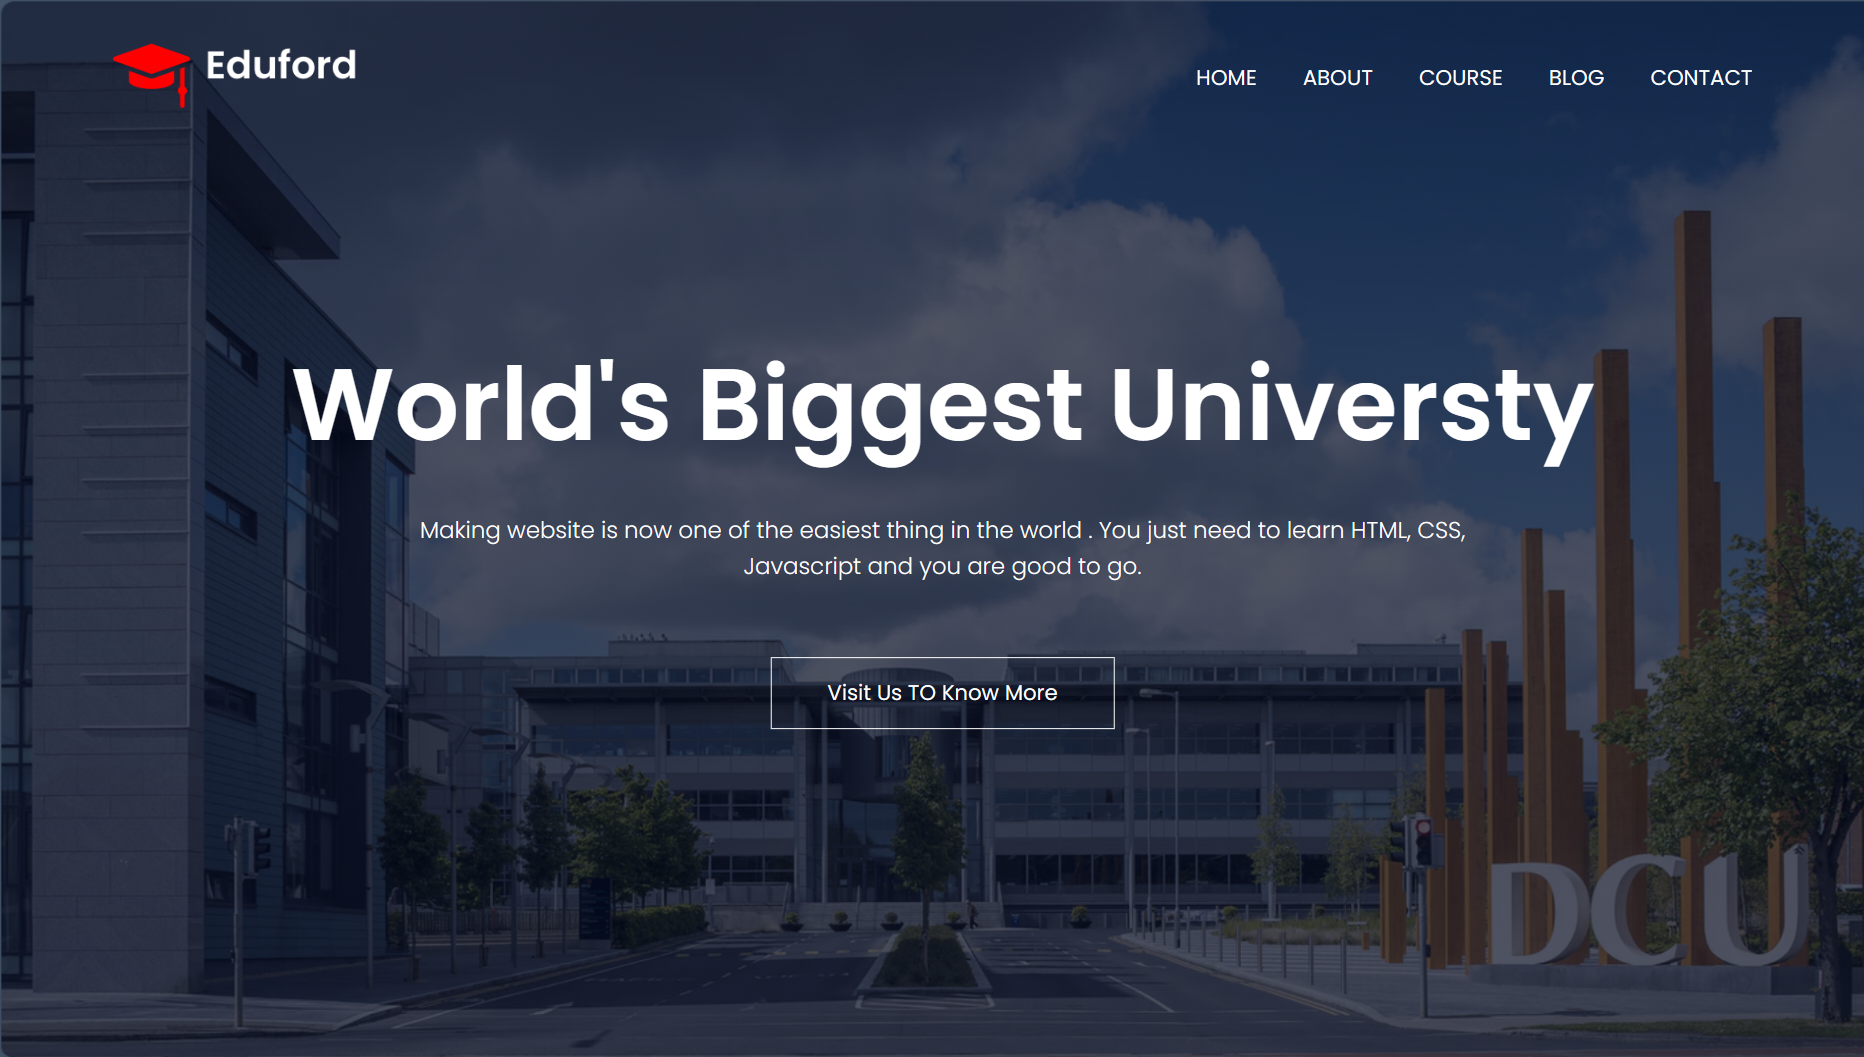 Eduford
HOME ABOUT COURSE BLOG CONTACT
World's Biggest Universty
Making website is now one of the easiest thing in the world . You just need to learn HTML, CSS,
Javascript and you are good to go.
Visit Us TO Know More
DCU